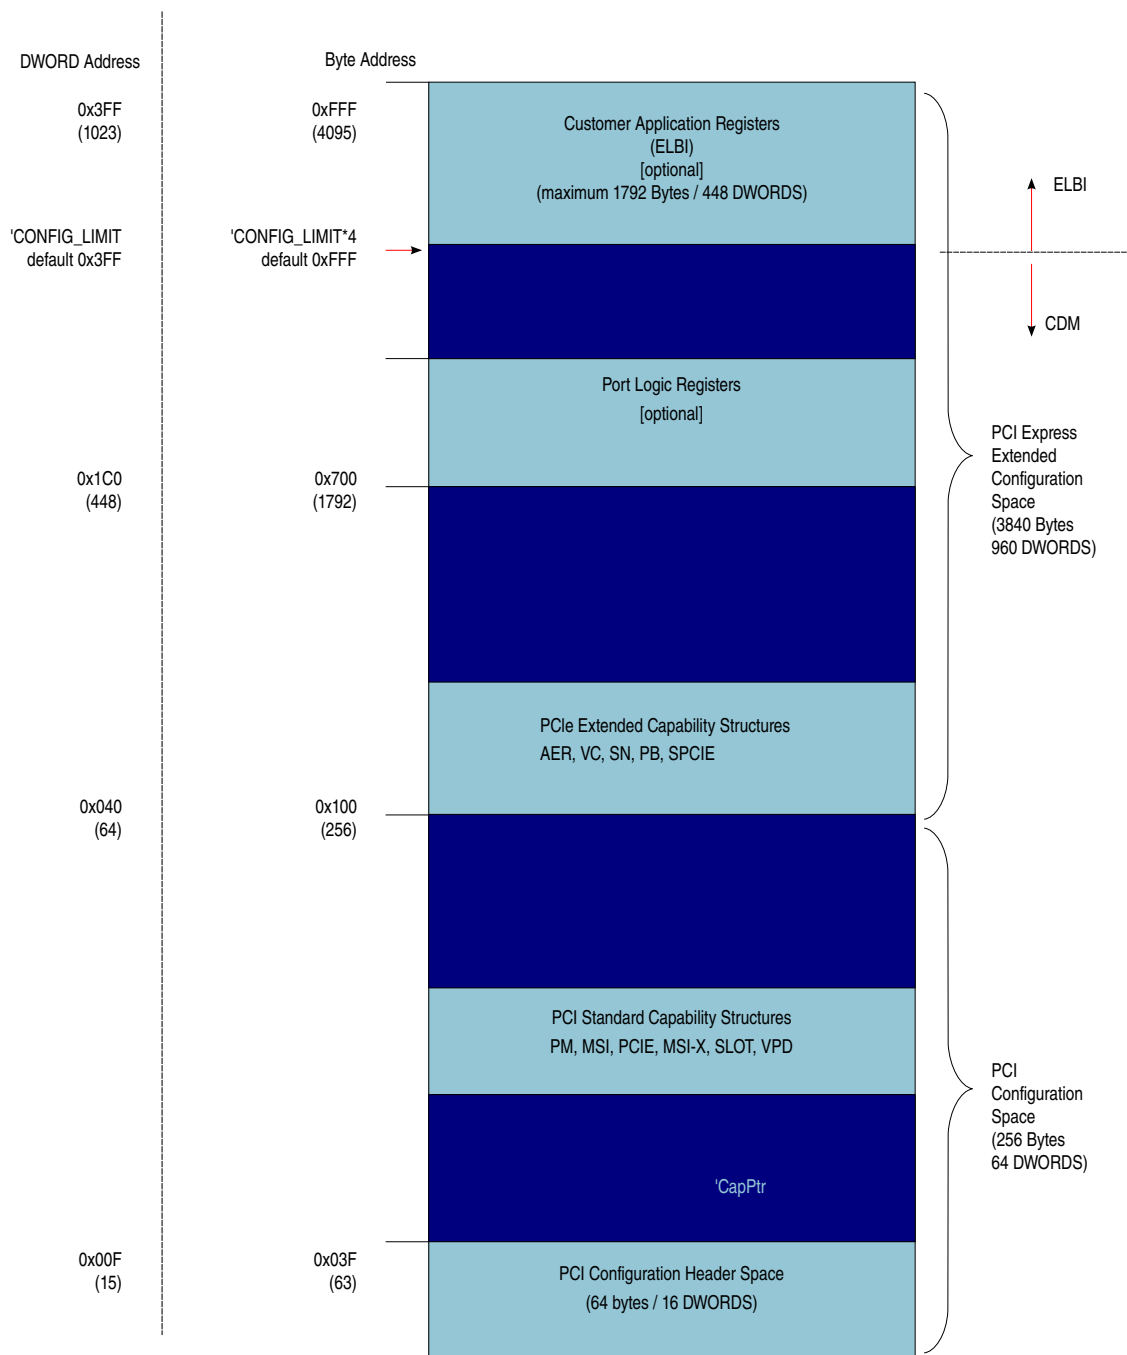 DWORD Address
Byte Address
0x3FF
(1023)
0xFFF
(4095)
Customer Application Registers
(ELBI)
[optional]
(maximum 1792 Bytes / 448 DWORDS)
ELBI
'CONFIG_LIMIT
default 0x3FF
'CONFIG_LIMIT*4
default 0xFFF
CDM
Port Logic Registers
[optional]
PCI Express
Extended
Configuration
Space
(3840 Bytes
960 DWORDS)
0x1C0
(448)
0x700
(1792)
PCIe Extended Capability Structures
AER, VC, SN, PB, SPCIE
0x040
(64)
0x100
(256)
PCI Standard Capability Structures
PM, MSI, PCIE, MSI-X, SLOT, VPD
PCI
Configuration
Space
(256 Bytes
64 DWORDS)
'CapPtr
0x00F
(15)
0x03F
(63)
PCI Configuration Header Space
(64 bytes / 16 DWORDS)